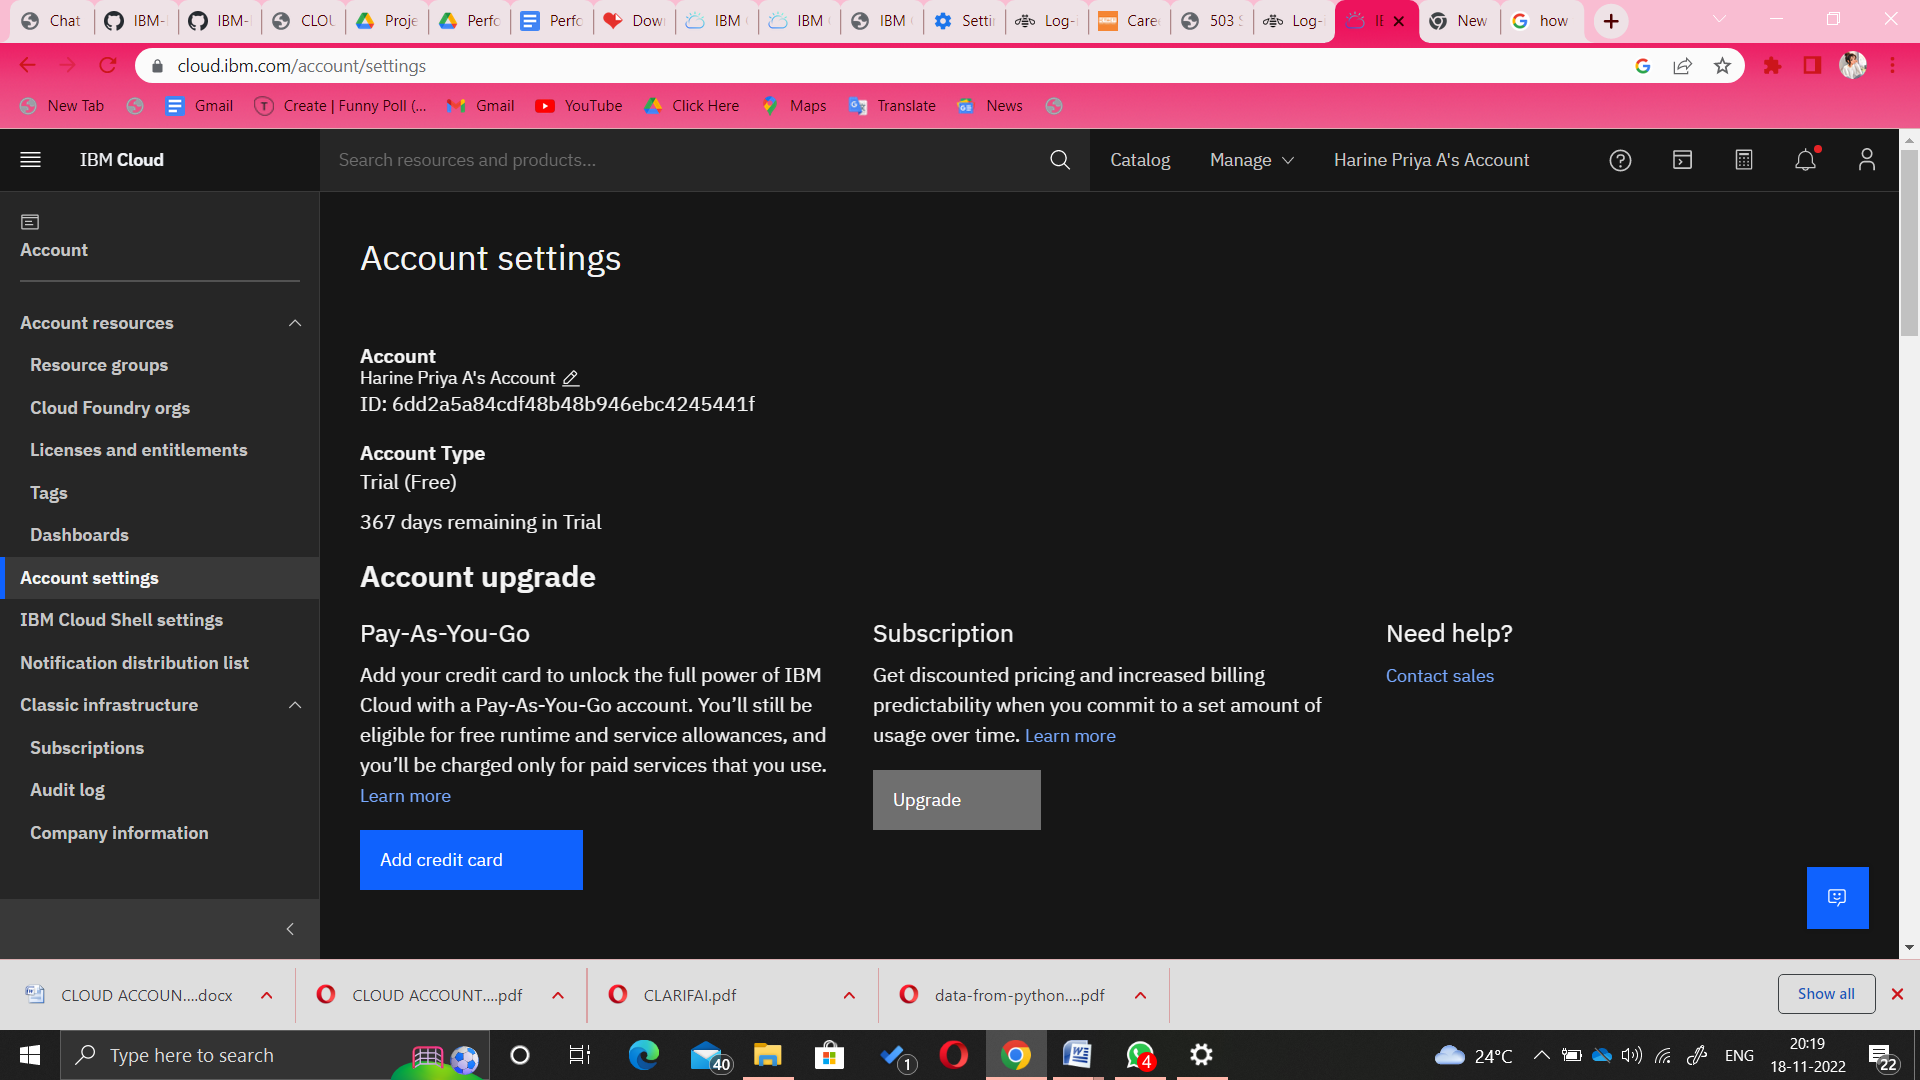 Chat
IBM-
IBM-
CLOU
Proje
Perfo
Perfo
Dow
IBM
IBM
IBM
Setti
Log-
Care
503
Log-
New
how
cloud.ibm.com/account/settings
New Tab
Gmail
Create | Funny Poll (...
Gmail
YouTube
Click Here
Maps
Translate
News
IBM Cloud
Search resources and products...
Catalog
Manage
Harine Priya A's Account
Account
Account resources
Resource groups
Cloud Foundry orgs
Licenses and entitlements
Tags
Dashboards
Account settings
IBM Cloud Shell settings
Notification distribution list
Classic infrastructure
Subscriptions
Audit log
Company information
Account settings
Account
Harine Priya A's Account
ID: 6dd2a5a84cdf48b48b946ebc4245441f
Account Type
Trial (Free)
367 days remaining in Trial
Account upgrade
Pay-As-You-Go
Add your credit card to unlock the full power of IBM
Cloud with a Pay-As-You-Go account. You’ll still be
eligible for free runtime and service allowances, and
you’ll be charged only for paid services that you use.
Learn more
Add credit card
Subscription
Get discounted pricing and increased billing
predictability when you commit to a set amount of
usage over time. Learn more
Upgrade
Need help?
Contact sales
CLOUD ACCOUN....docx
CLOUD ACCOUNT....pdf
CLARIFAI.pdf
data-from-python....pdf
Show all
Type here to search
40
1
4
24°C
ENG
20:19
18-11-2022
22